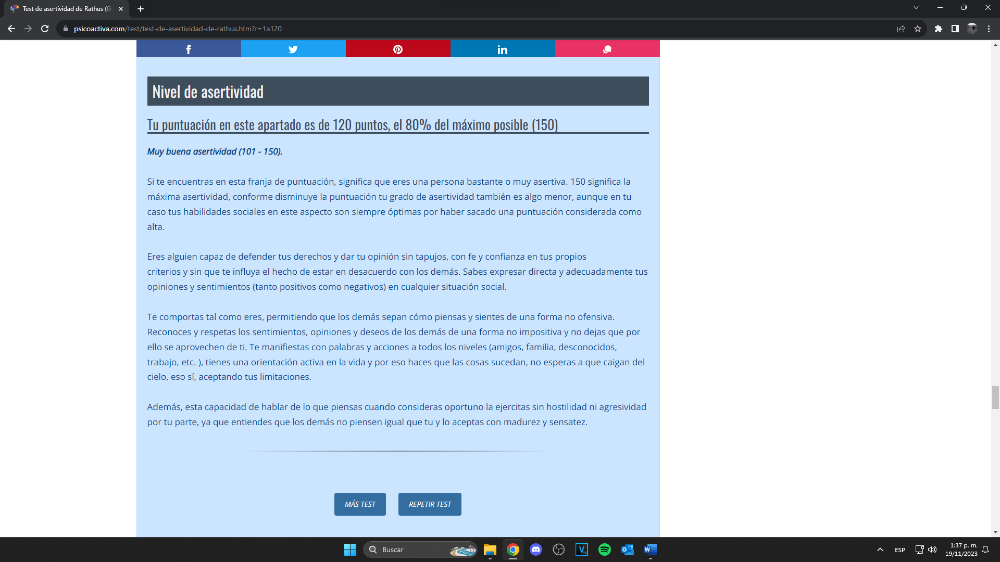 Test de asertividad de Rathus (G
psicoactiva.com/test/test-de-asertividad-de-rathus.htm?r=1a120
Nivel de asertividad
Tu puntuación en este apartado es de 120 puntos, el 80% del máximo posible (150)
Muy buena asertividad (101 - 150).
Si te encuentras en esta franja de puntuación, significa que eres una persona bastante o muy asertiva. 150 significa la
máxima asertividad, conforme disminuye la puntuación tu grado de asertividad también es algo menor, aunque en tu
caso tus habilidades sociales en este aspecto son siempre óptimas por haber sacado una puntuación considerada como
alta.
Eres alguien capaz de defender tus derechos y dar tu opinión sin tapujos, con fe y confianza en tus propios
criterios y sin que te influya el hecho de estar en desacuerdo con los demás. Sabes expresar directa y adecuadamente tus
opiniones y sentimientos (tanto positivos como negativos) en cualquier situación social.
Te comportas tal como eres, permitiendo que los demás sepan cómo piensas y sientes de una forma no ofensiva.
Reconoces y respetas los sentimientos, opiniones y deseos de los demás de una forma no impositiva y no dejas que por
ello se aprovechen de ti. Te manifiestas con palabras y acciones a todos los niveles (amigos, familia, desconocidos,
trabajo, etc. ), tienes una orientación activa en la vida y por eso haces que las cosas sucedan, no esperas a que caigan del
cielo, eso sí, aceptando tus limitaciones.
Además, esta capacidad de hablar de lo que piensas cuando consideras oportuno la ejercitas sin hostilidad ni agresividad
por tu parte, ya que entiendes que los demás no piensen igual que tu y lo aceptas con madurez y sensatez.
MÁS TEST
REPETIR TEST
Buscar
ESP
1:37 p. m.
19/11/2023